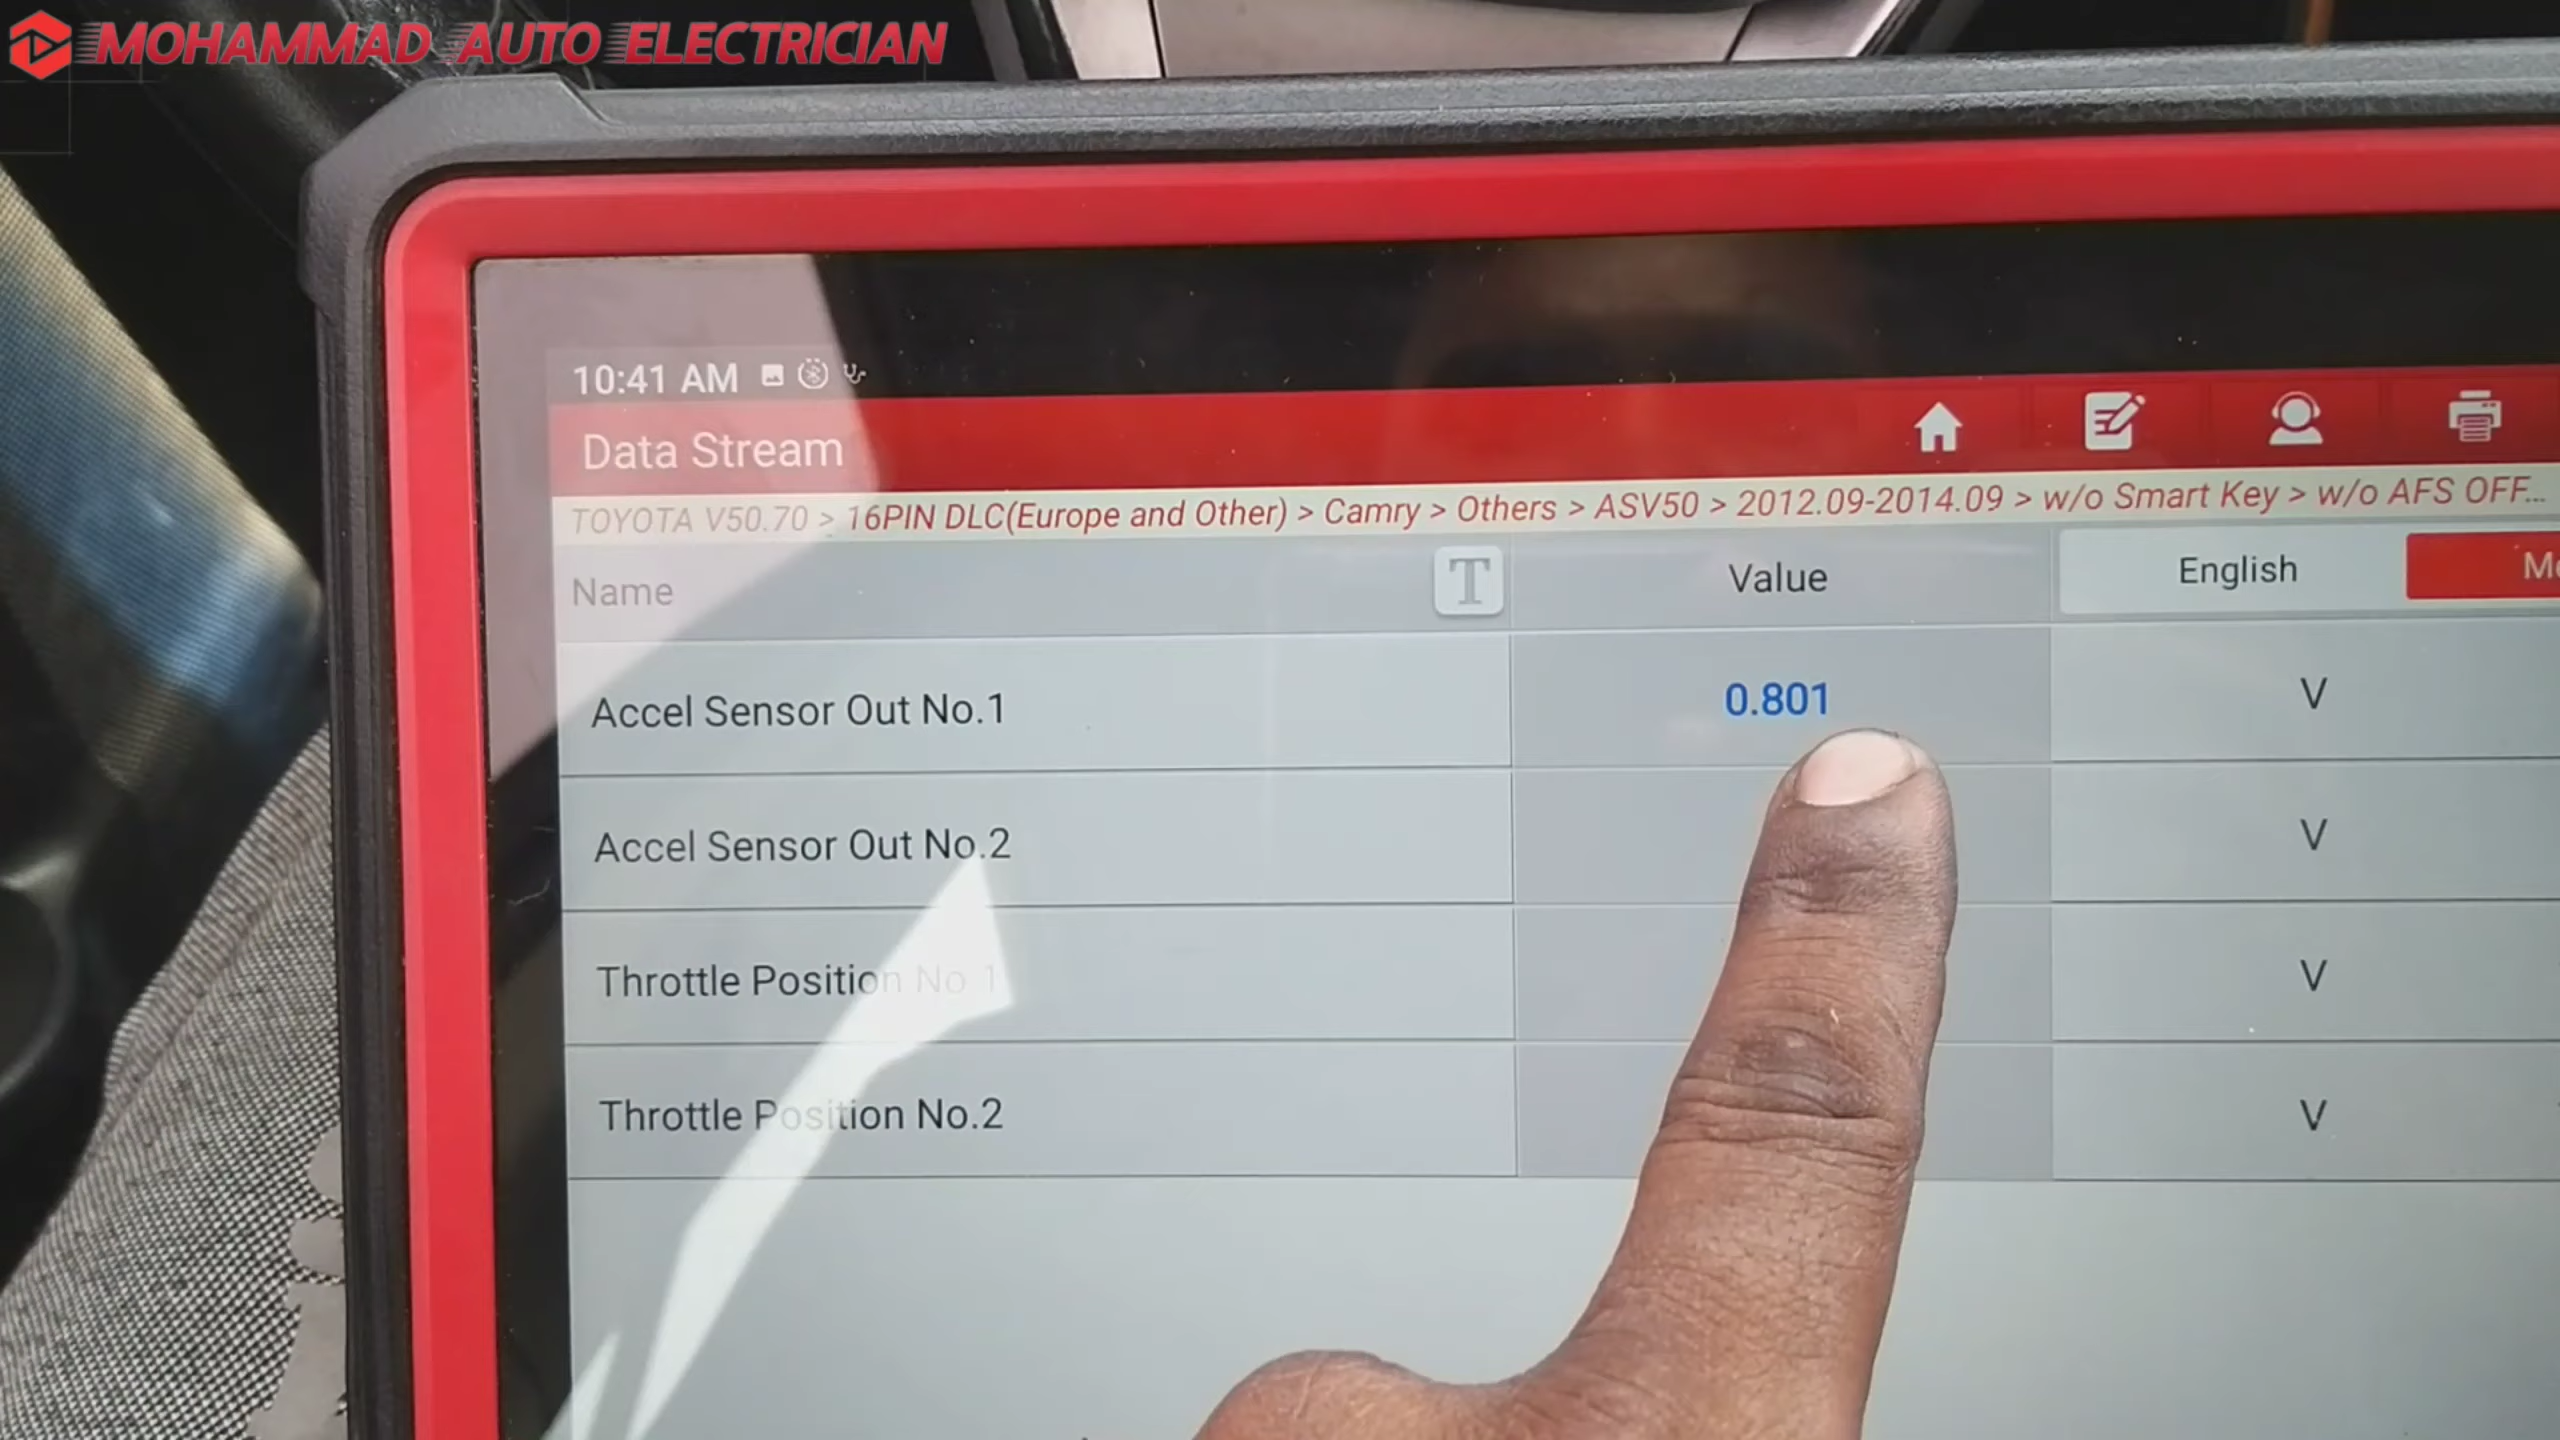 MOHAMMAD AUTO ELECTRICIAN
10:41 AM
Data Stream
TOYOTA V50.70 > 16PIN DLC(Europe and Other) > Camry > Others > ASV50 > 2012.09-2014.09 > w/o Smart Key > w/o AFS OFF...
Name T Value English
Accel Sensor Out No.1 0.801 V
Accel Sensor Out No.2 V
Throttle Position No 1 V
Throttle Position No.2 V